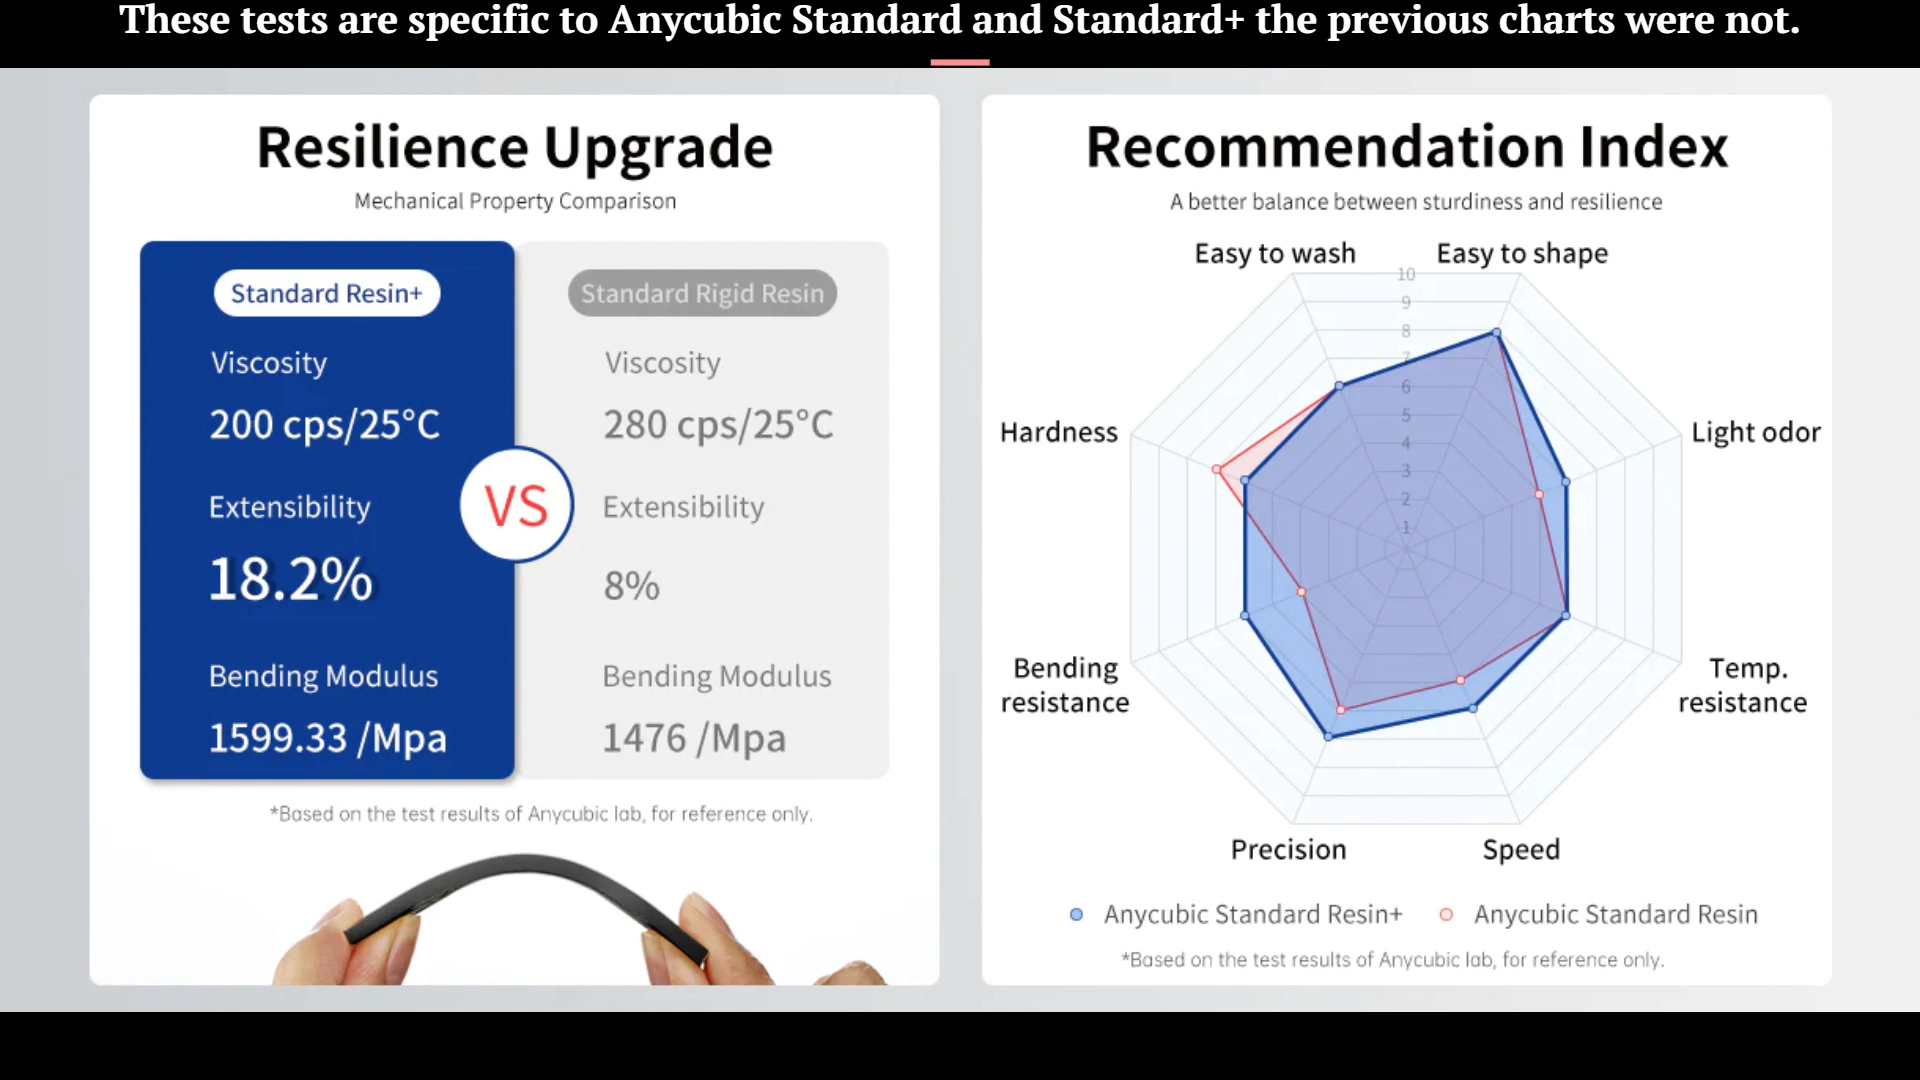 These tests are specific to Anycubic Standard and Standard+ the previous charts were not.
Resilience Upgrade
Mechanical Property Comparison
Standard Resin+
Viscosity
200 cps/25°C
Extensibility
18.2%
Bending Modulus
1599.33 /Mpa
VS
Standard Rigid Resin
Viscosity
280 cps/25°C
Extensibility
8%
Bending Modulus
1476 /Mpa
*Based on the test results of Anycubic lab, for reference only.
Recommendation Index
A better balance between sturdiness and resilience
Easy to wash
Easy to shape
10
9
8
7
6
5
4
3
2
1
Hardness
Light odor
Bending
resistance
Temp.
resistance
Precision
Speed
Anycubic Standard Resin+
Anycubic Standard Resin
*Based on the test results of Anycubic lab, for reference only.